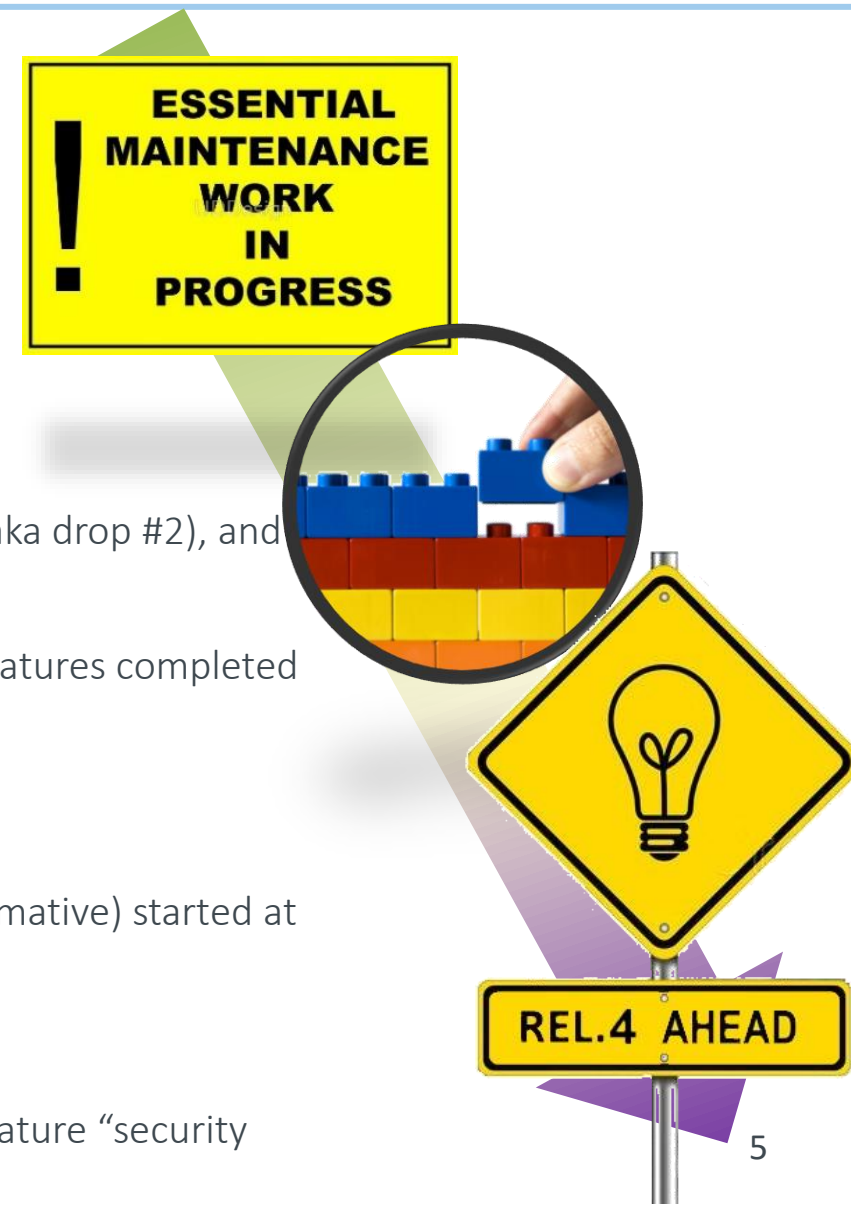 ESSENTIAL
MAINTENANCE
WORK
IN
PROGRESS
!
aka drop #2), and
atures completed
mative) started at
REL.4 AHEAD
ature “security
5